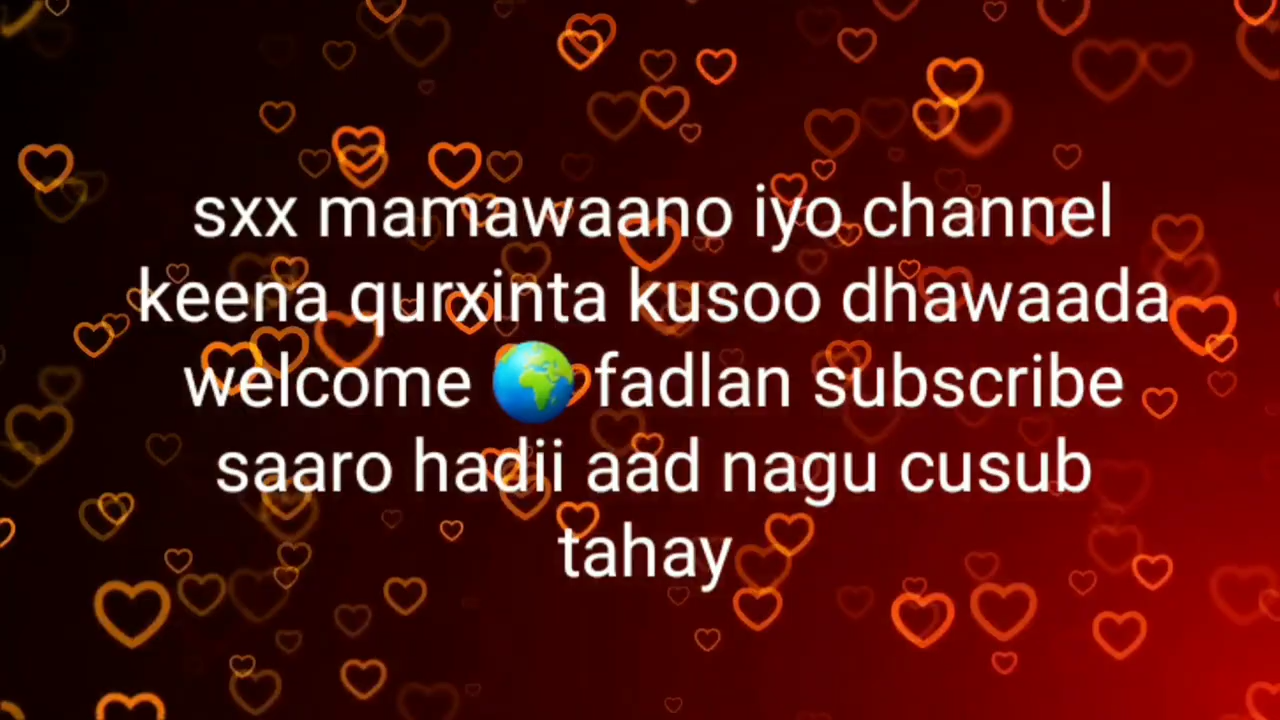 sxx mamawaano iyo channel
keena qurxinta kusoo dhawaada
welcome 🌍 fadlan subscribe
saaro hadii aad nagu cusub
tahay